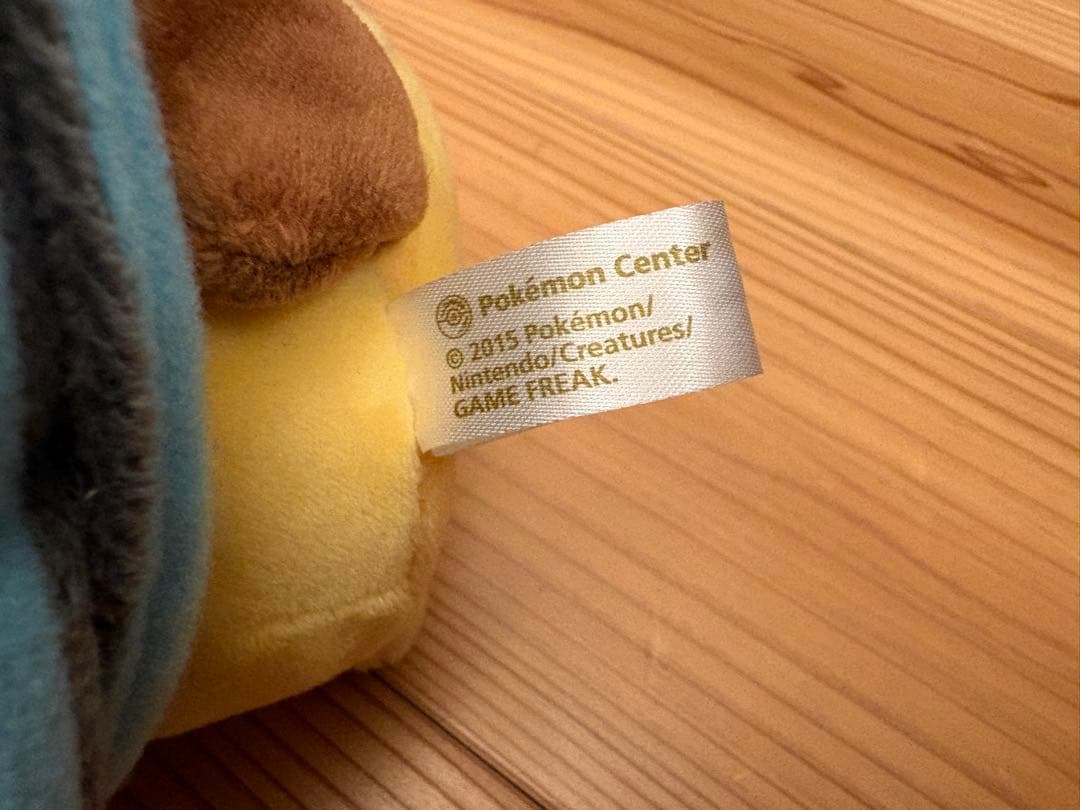 Pokémon Center
© 2015 Pokémon/
Nintendo/Creatures/
GAME FREAK.